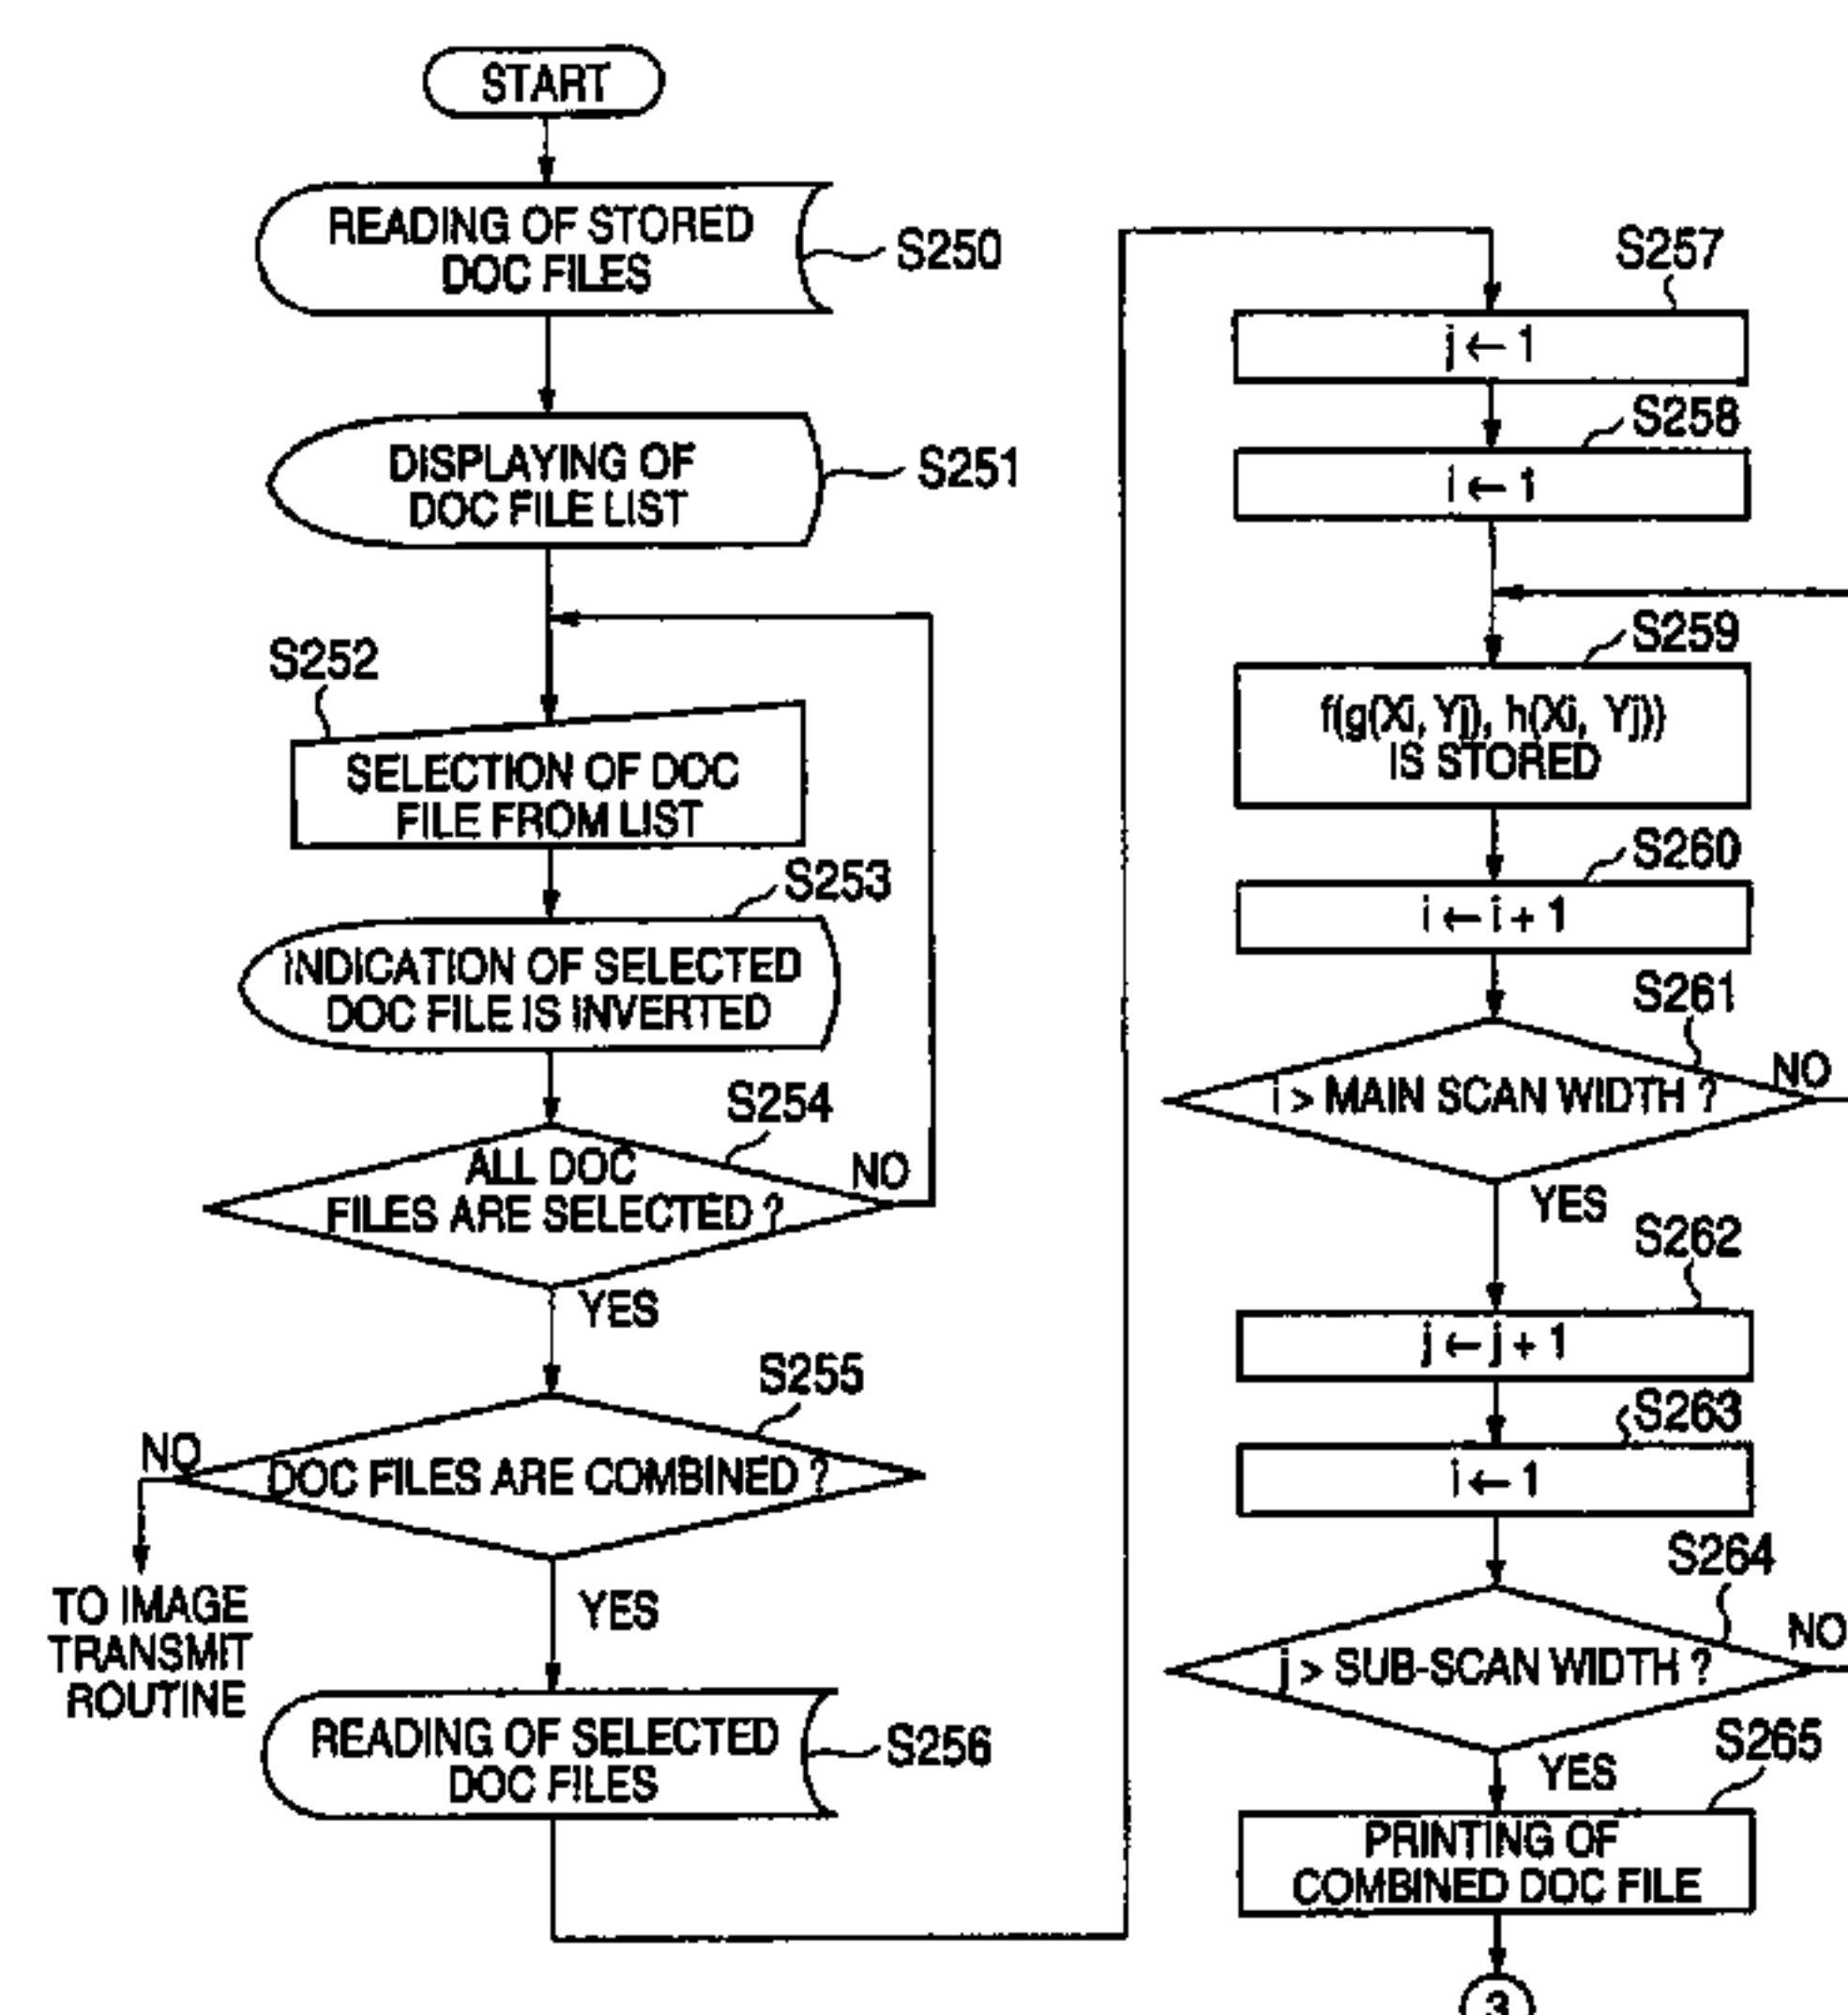 START
READING OF STORED
DOC FILES
S250
DISPLAYING OF
DOC FILE LIST
S251
S252
SELECTION OF DOC
FILE FROM LIST
S253
INDICATION OF SELECTED
DOC FILE IS INVERTED
S254
ALL DOC
FILES ARE SELECTED ?
NO
YES
S255
DOC FILES ARE COMBINED ?
NO
TO IMAGE
TRANSMIT
ROUTINE
YES
READING OF SELECTED
DOC FILES
S256
S257
j ← 1
S258
i ← 1
S259
f(g(Xi, Yj), h(Xi, Yj))
IS STORED
S260
i ← i + 1
S261
i > MAIN SCAN WIDTH ?
NO
YES
S262
j ← j + 1
S263
i ← 1
S264
j > SUB-SCAN WIDTH ?
NO
YES
S265
PRINTING OF
COMBINED DOC FILE
3